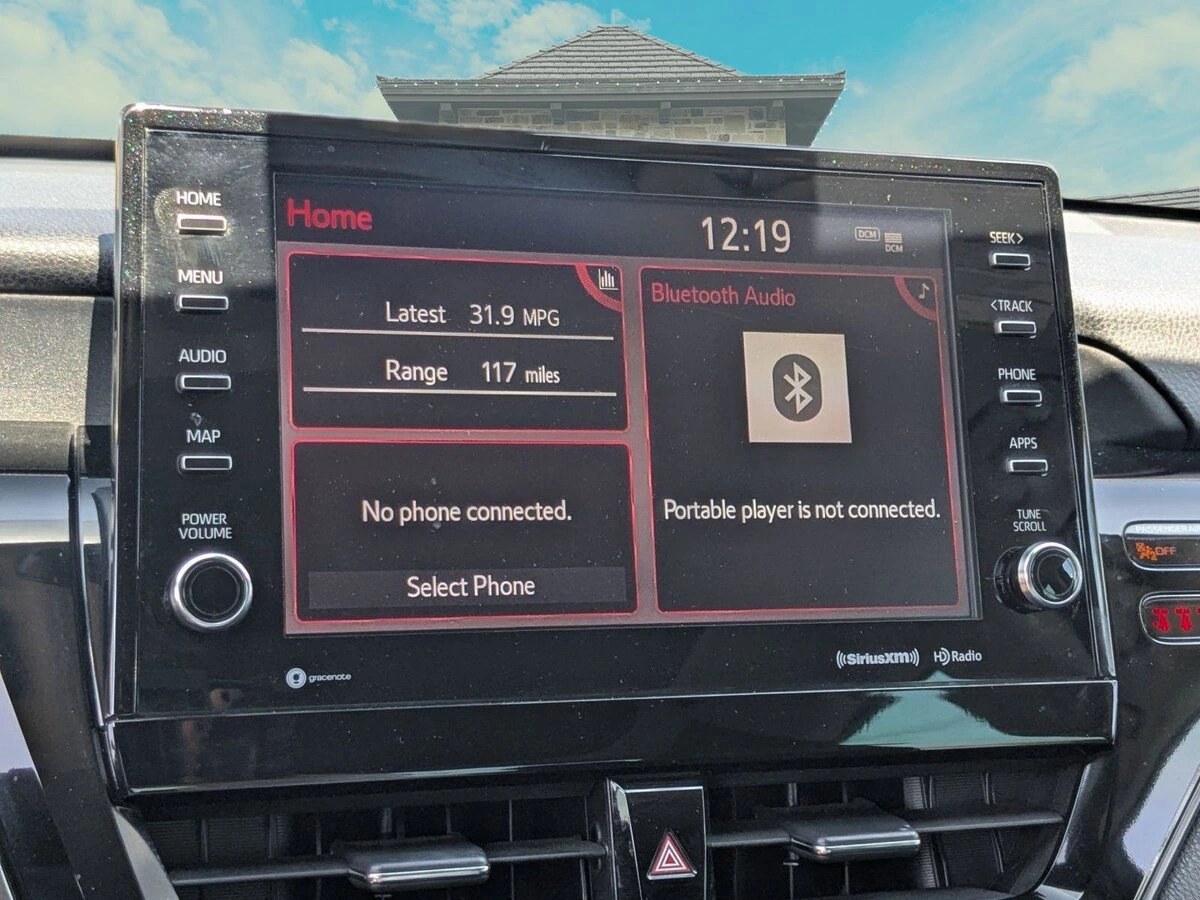 HOME
MENU
AUDIO
MAP
POWER
VOLUME
Home
12:19
DCM
DCM
Latest 31.9 MPG
Range 117 miles
No phone connected.
Select Phone
Bluetooth Audio
Portable player is not connected.
SEEK>
<TRACK
PHONE
APPS
TUNE
SCROLL
gracenote
((SiriusXM))
HD Radio
OFF